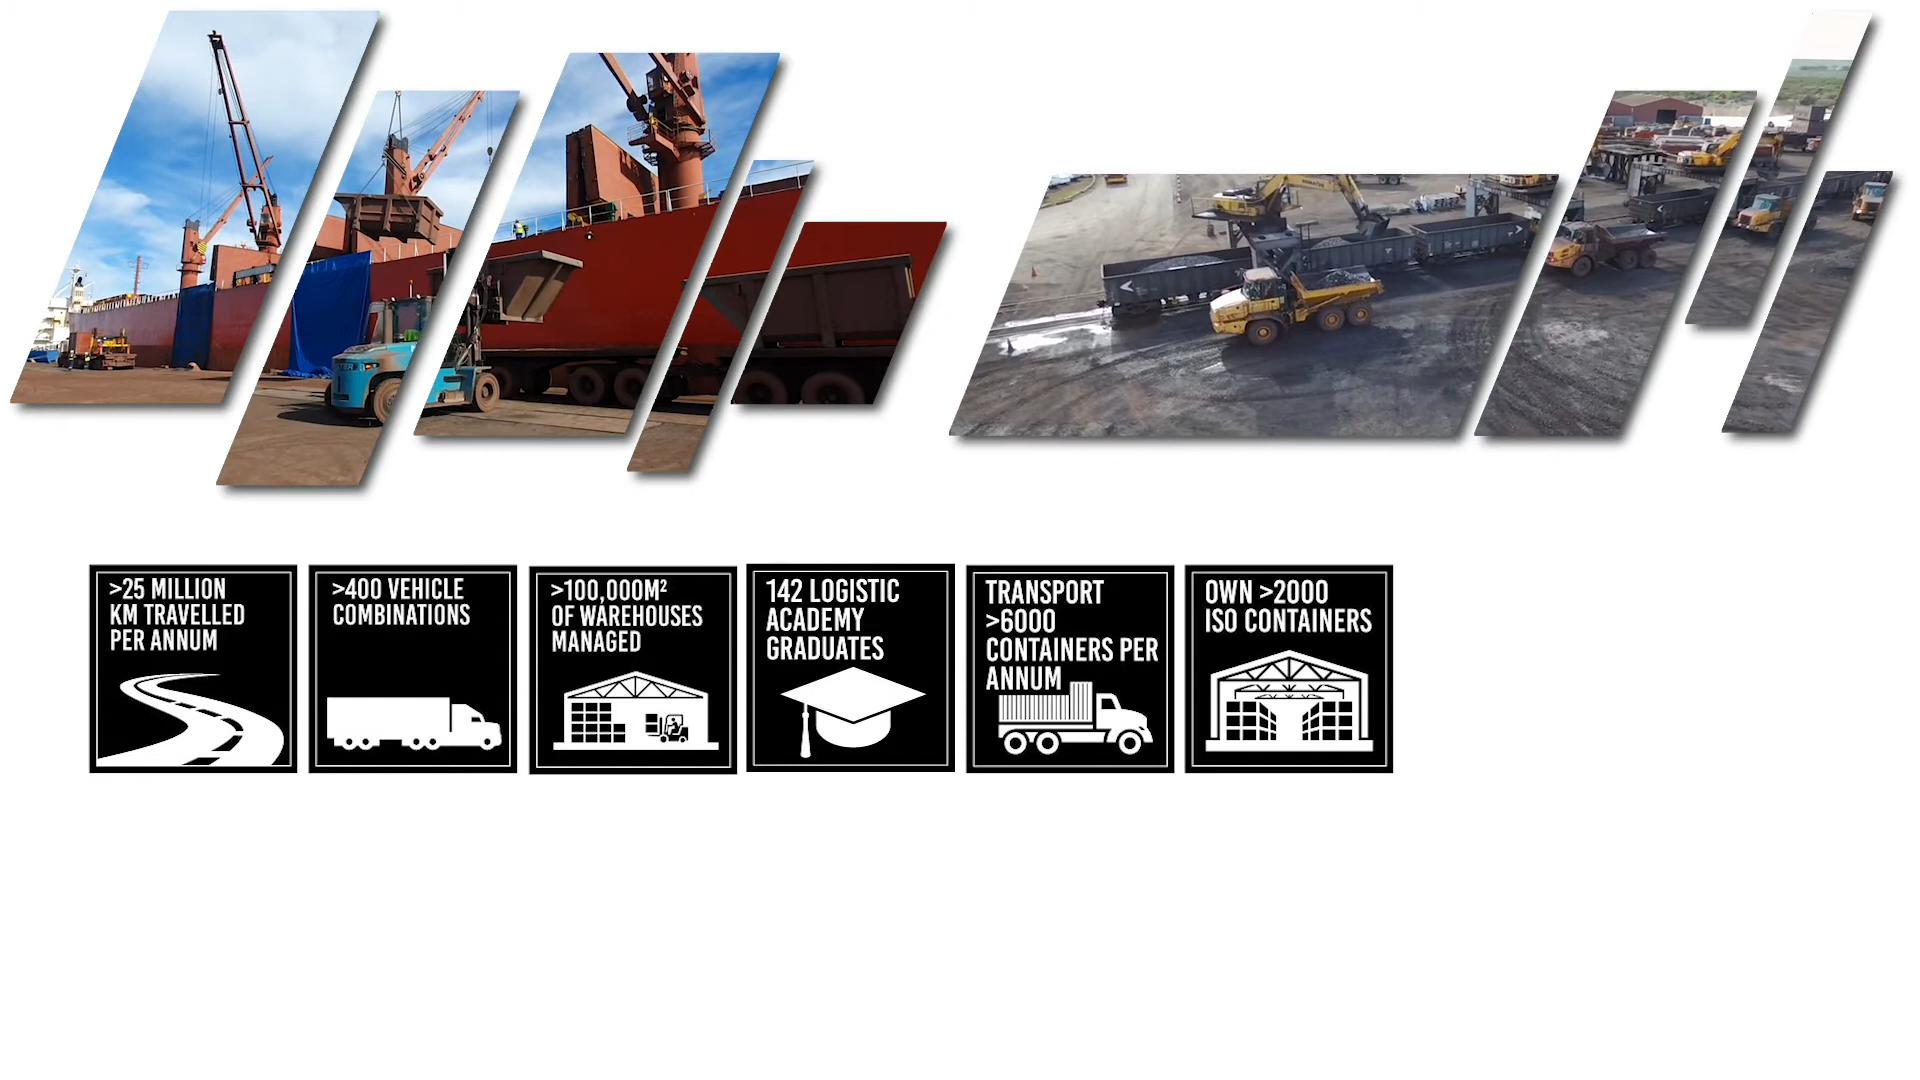 >25 MILLION
KM TRAVELLED
PER ANNUM
>400 VEHICLE
COMBINATIONS
>100,000M²
OF WAREHOUSES
MANAGED
142 LOGISTIC
ACADEMY
GRADUATES
TRANSPORT
>6000
CONTAINERS PER
ANNUM
OWN >2000
ISO CONTAINERS